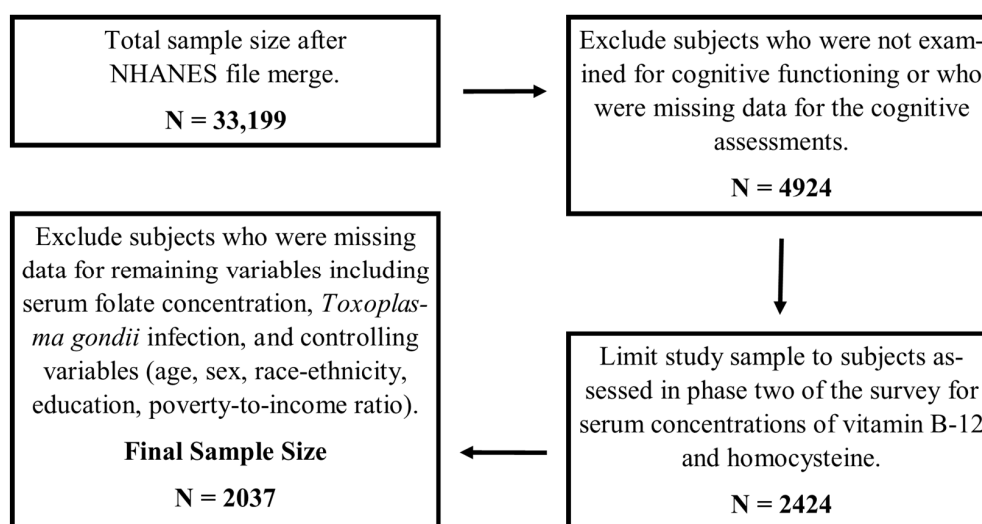 Total sample size after
NHANES file merge.
N = 33,199
Exclude subjects who were not exam-
ined for cognitive functioning or who
were missing data for the cognitive
assessments.
N = 4924
Limit study sample to subjects as-
sessed in phase two of the survey for
serum concentrations of vitamin B-12
and homocysteine.
N = 2424
Exclude subjects who were missing
data for remaining variables including
serum folate concentration, Toxoplas-
ma gondii infection, and controlling
variables (age, sex, race-ethnicity,
education, poverty-to-income ratio).
Final Sample Size
N = 2037